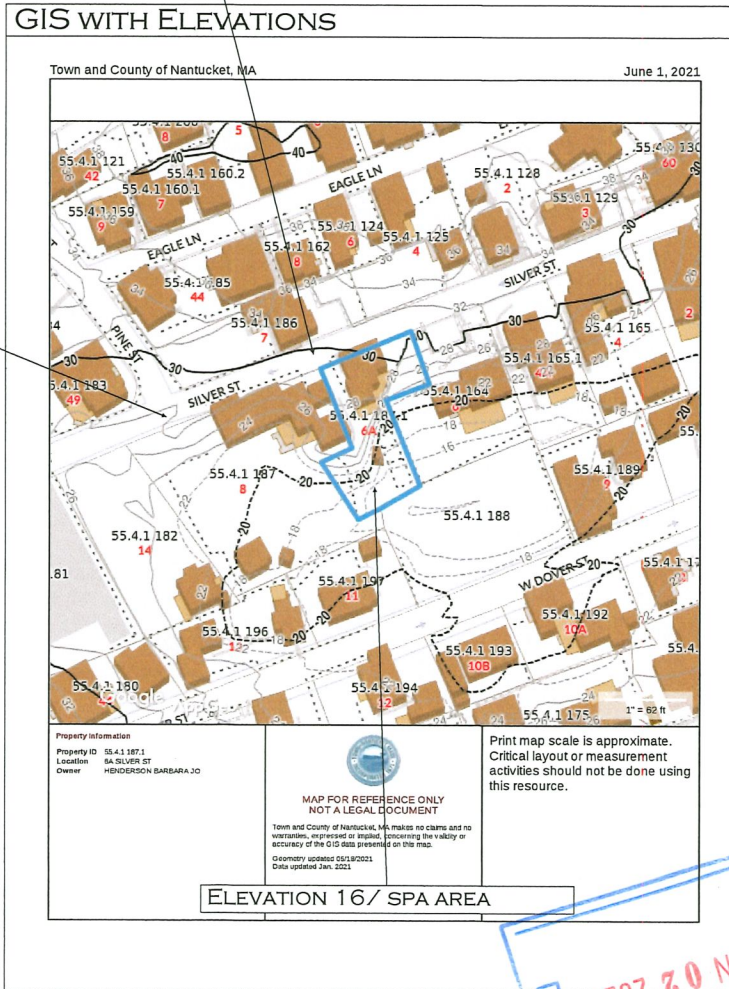 GIS WITH ELEVATIONS
Town and County of Nantucket, MA
June 1, 2021
5
8
40
40
55.4.1 121
42
55.4.1 160.2
EAGLE LN
55.4.1 128
2
60
30
55.4.1 160.1
7
55.4.1 159
9
55.4.1 129
3
55.4.1 124
6
55.4.1 125
4
EAGLE LN
55.4.1 162
8
36
34
SILVER ST
44
34
32
55.4.1 186
7
PINE ST
30
30
30
30
55.4.1 165
4
2
55.4.1 165.1
55.4.1 183
49
SILVER ST
55.4.1 164
20
6A
20
16
18
55.4.1 187
8
20
20
55.4.1 189
9
55.4.1 188
55.4.1 182
14
26
W DOVER ST
20
55.4.1 197
11
55.4.1 192
10A
55.4.1 196
12
20
55.4.1 193
10B
55.4.1 180
55.4.1 194
12
55.4.1 175
Google
1" = 62 ft
Property Information
Property ID 55.4.1 187.1
Location 6A SILVER ST
Owner HENDERSON BARBARA JO
MAP FOR REFERENCE ONLY
NOT A LEGAL DOCUMENT
Town and County of Nantucket, MA makes no claims and no
warranties, expressed or implied, concerning the validity or
accuracy of the GIS data presented on this map.
Geometry updated 05/18/2021
Data updated Jan. 2021
Print map scale is approximate.
Critical layout or measurement
activities should not be done using
this resource.
ELEVATION 16/ SPA AREA